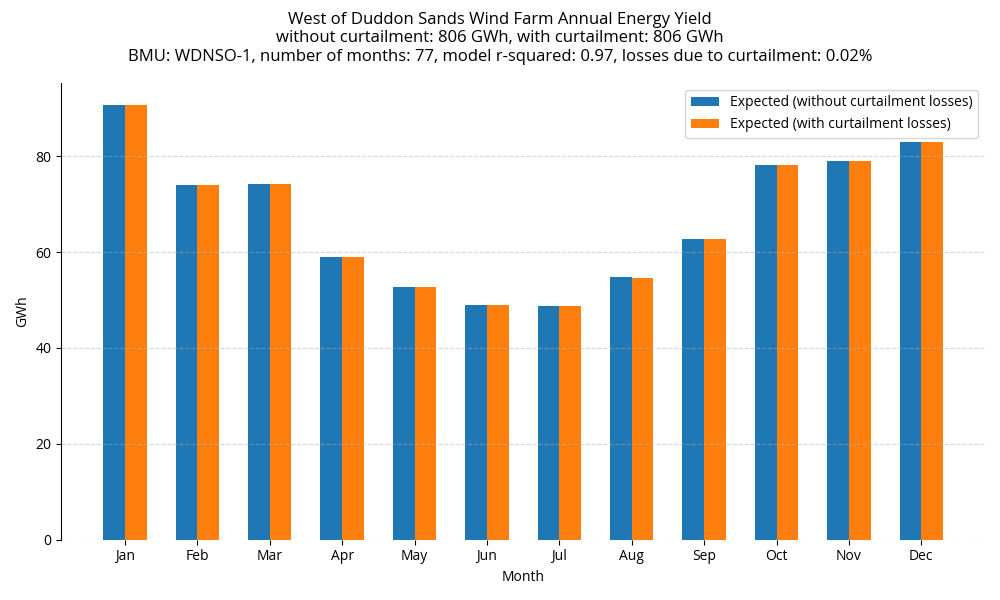 West of Duddon Sands Wind Farm Annual Energy Yield
without curtailment: 806 GWh, with curtailment: 806 GWh
BMU: WDNSO-1, number of months: 77, model r-squared: 0.97, losses due to curtailment: 0.02%
Expected (without curtailment losses)
Expected (with curtailment losses)
80
60
40
20
0
GWh
Jan Feb Mar Apr May Jun Jul Aug Sep Oct Nov Dec
Month